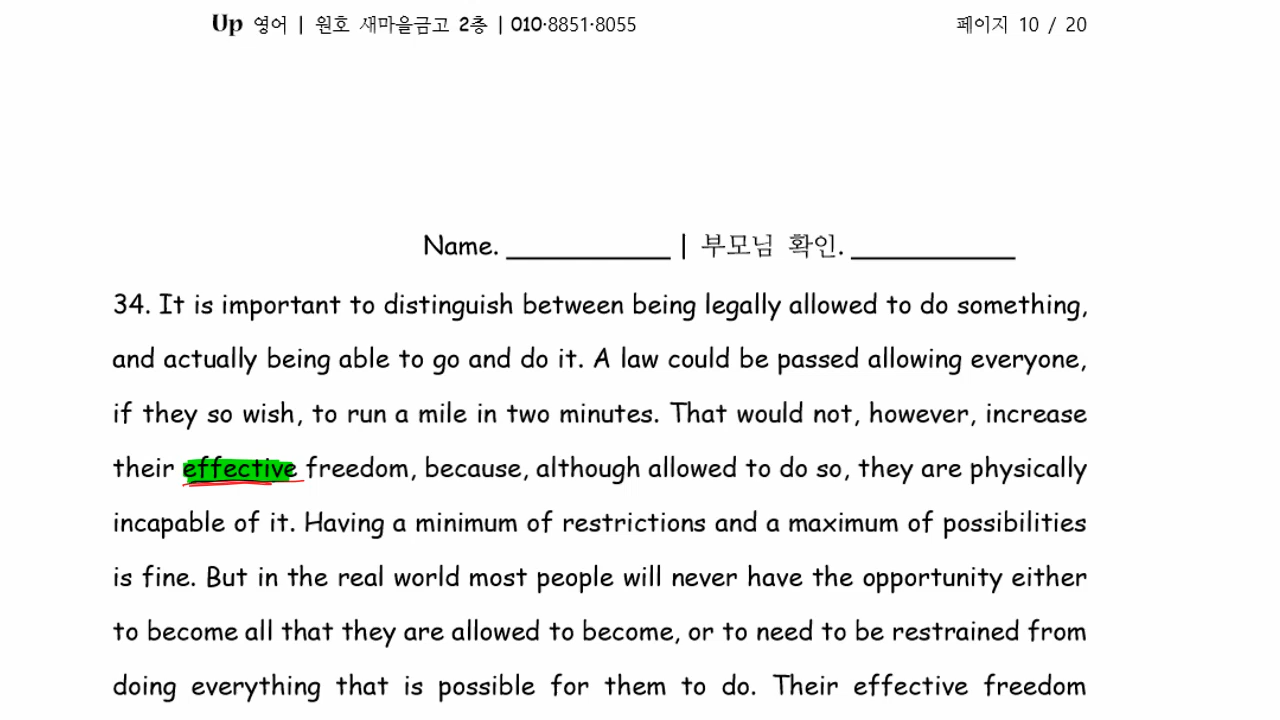 Up 영어 | 원호 새마을금고 2층 | 010·8851·8055 페이지 10 / 20
Name. ____________ | 부모님 확인. ____________
34. It is important to distinguish between being legally allowed to do something,
and actually being able to go and do it. A law could be passed allowing everyone,
if they so wish, to run a mile in two minutes. That would not, however, increase
their effective freedom, because, although allowed to do so, they are physically
incapable of it. Having a minimum of restrictions and a maximum of possibilities
is fine. But in the real world most people will never have the opportunity either
to become all that they are allowed to become, or to need to be restrained from
doing everything that is possible for them to do. Their effective freedom